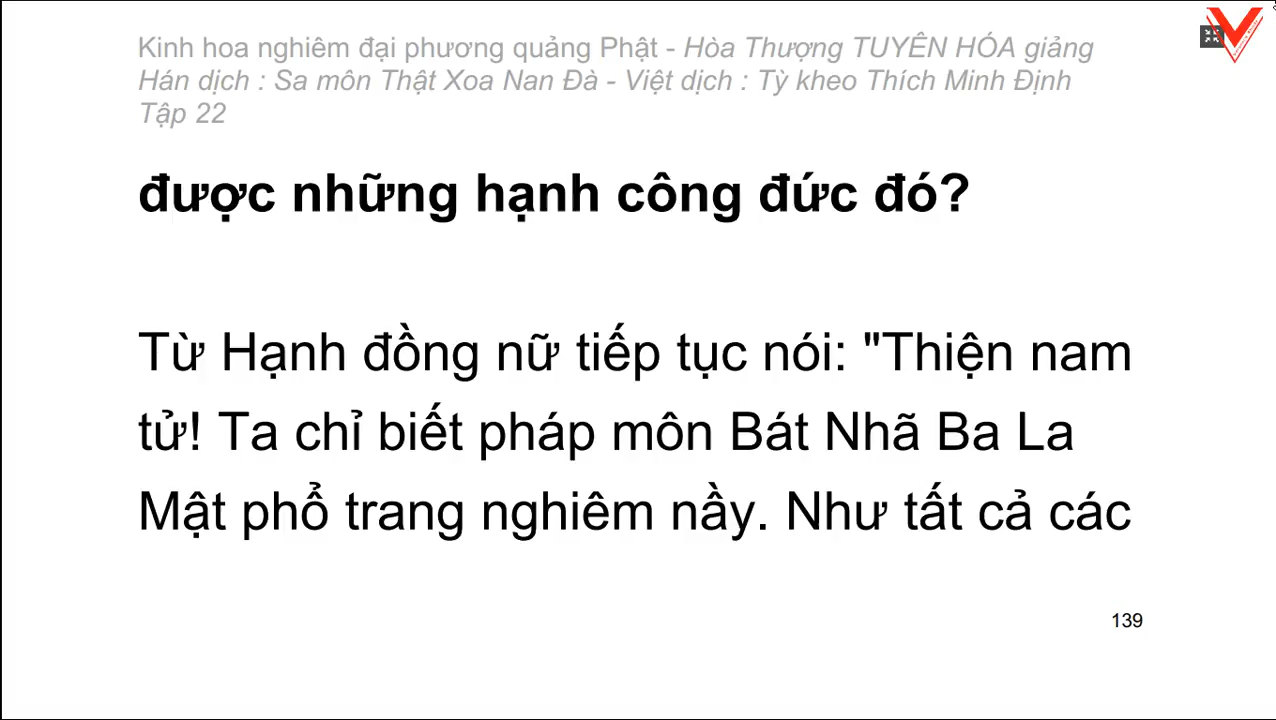 Kinh hoa nghiêm đại phương quảng Phật - Hòa Thượng TUYÊN HÓA giảng
Hán dịch : Sa môn Thật Xoa Nan Đà - Việt dịch : Tỳ kheo Thích Minh Định
Tập 22
được những hạnh công đức đó?
Từ Hạnh đồng nữ tiếp tục nói: "Thiện nam
tử! Ta chỉ biết pháp môn Bát Nhã Ba La
Mật phổ trang nghiêm nầy. Như tất cả các
139